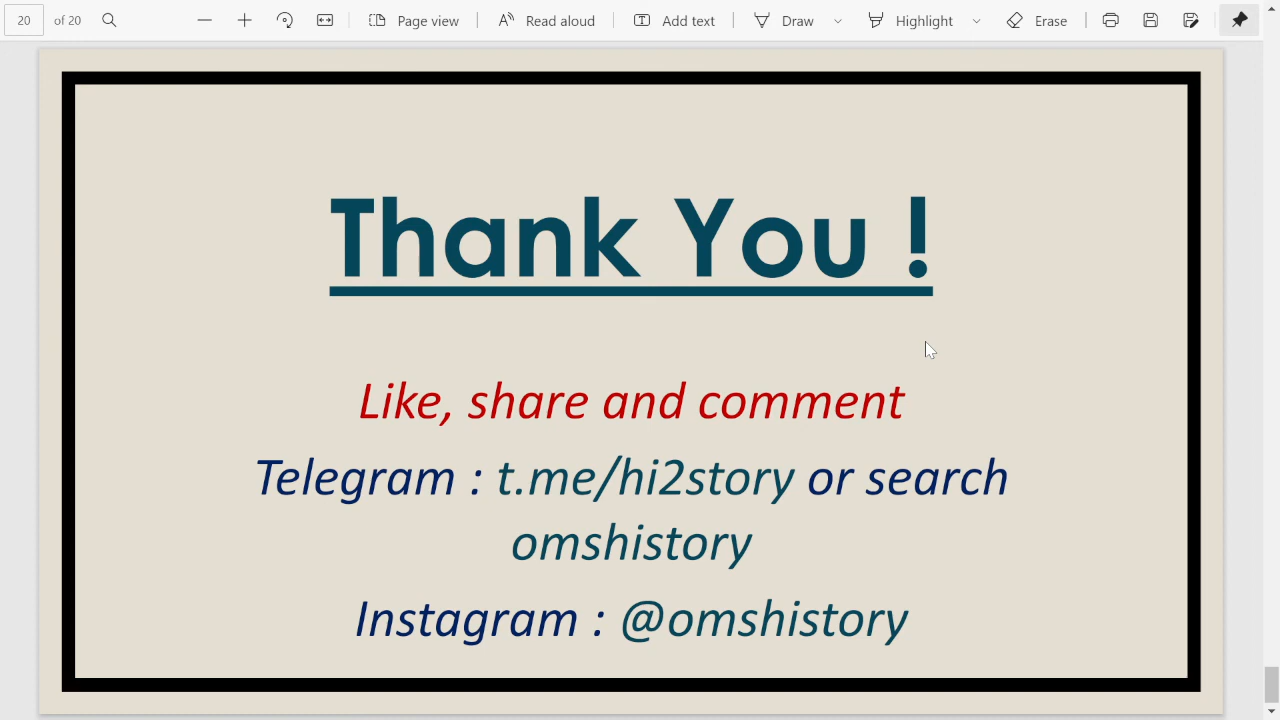 20 of 20 Page view Read aloud Add text Draw Highlight Erase
Thank You !
Like, share and comment
Telegram : t.me/hi2story or search
omshistory
Instagram : @omshistory